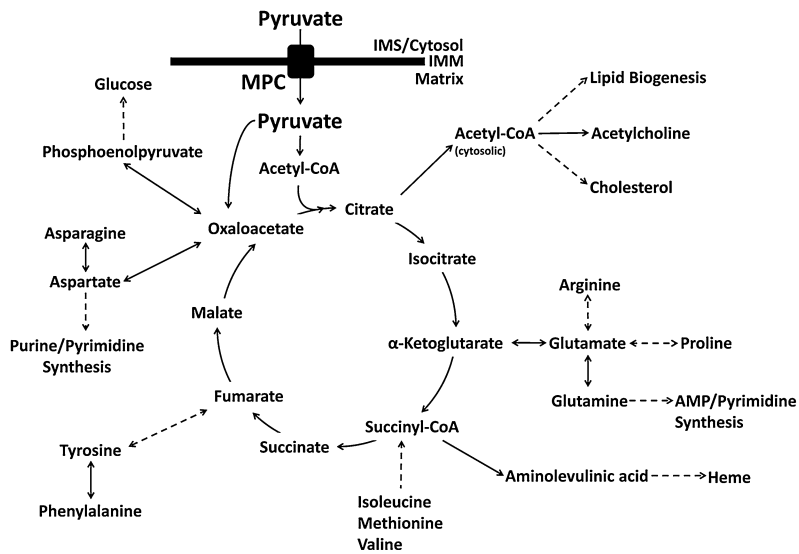 Pyruvate
IMS/Cytosol
IMM
Matrix
MPC
Pyruvate
Acetyl-CoA
Glucose
Phosphoenolpyruvate
Oxaloacetate
Citrate
Acetyl-CoA
(cytosolic)
Lipid Biogenesis
Acetylcholine
Cholesterol
Asparagine
Aspartate
Purine/Pyrimidine
Synthesis
Malate
Isocitrate
α-Ketoglutarate
Arginine
Glutamate
Proline
Glutamine
AMP/Pyrimidine
Synthesis
Fumarate
Succinate
Succinyl-CoA
Tyrosine
Phenylalanine
Isoleucine
Methionine
Valine
Aminolevulinic acid
Heme